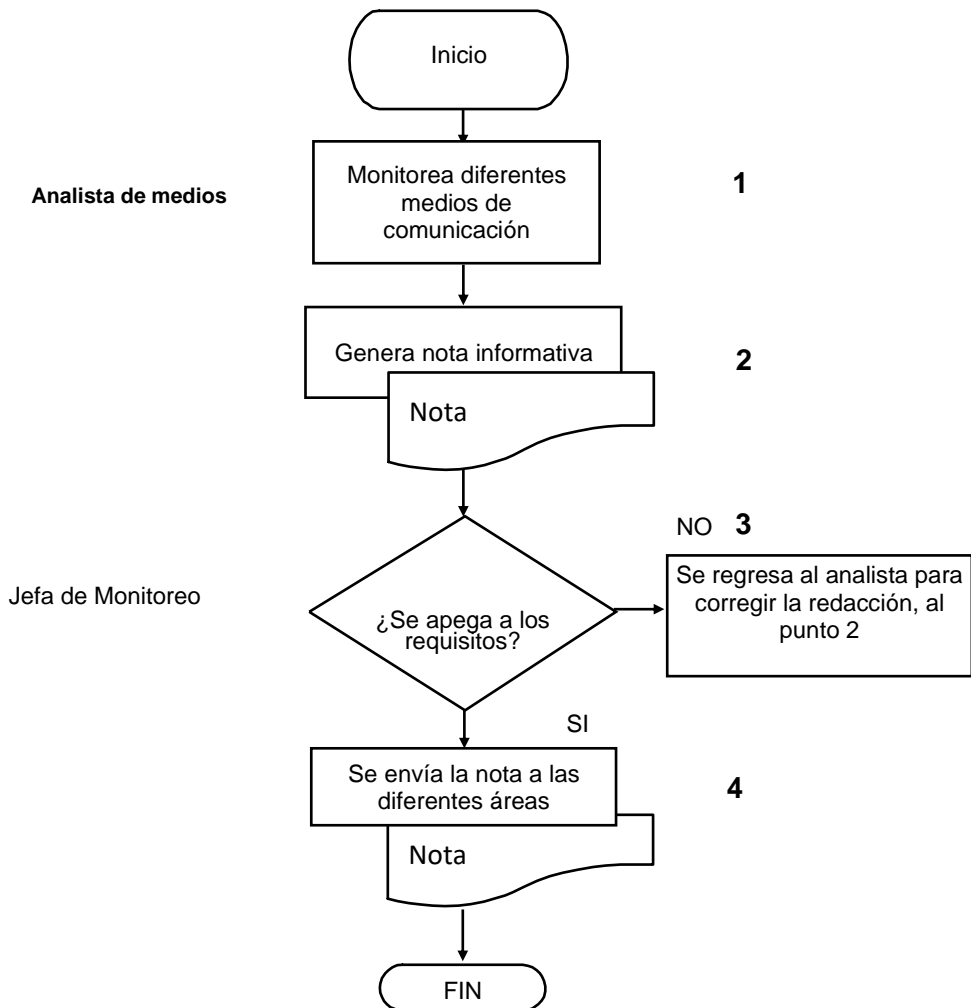 Inicio
Analista de medios
Monitorea diferentes
medios de
comunicación
1
Genera nota informativa
2
Nota
Jefa de Monitoreo
¿Se apega a los
requisitos?
NO 3
Se regresa al analista para
corregir la redacción, al
punto 2
SI
Se envía la nota a las
diferentes áreas
4
Nota
FIN